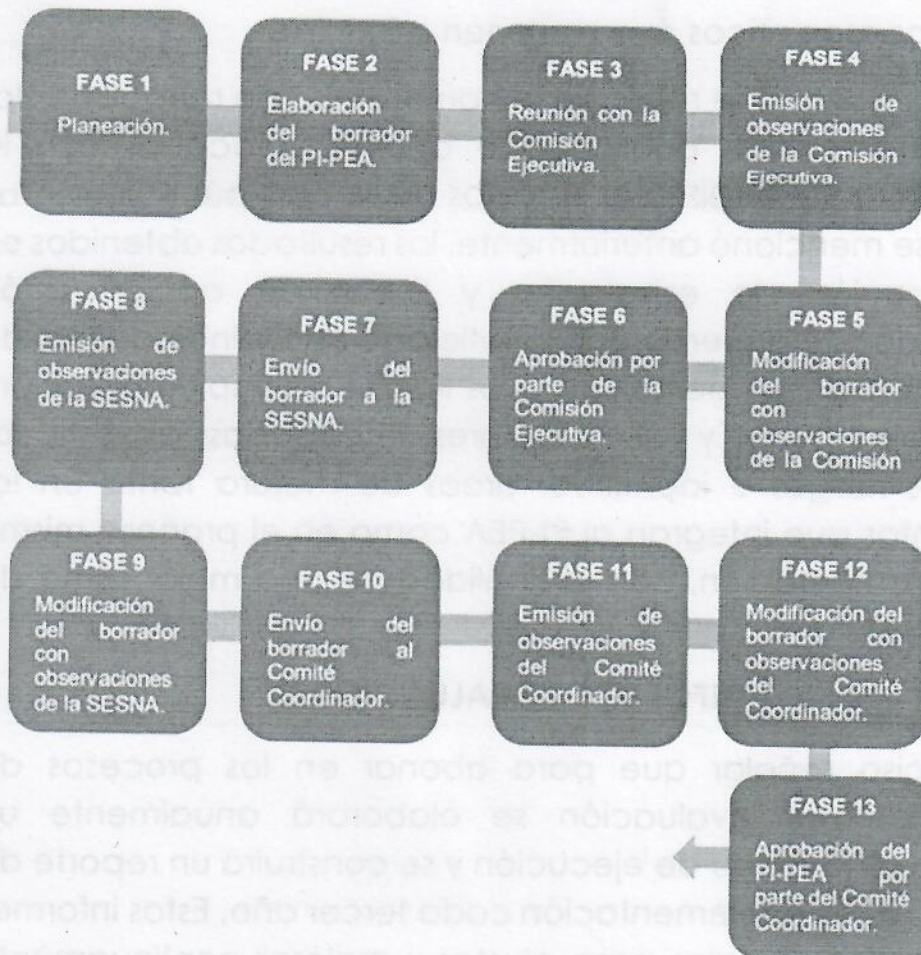 FASE 1
Planeación.
FASE 2
Elaboración
del borrador
del PI-PEA.
FASE 3
Reunión con la
Comisión
Ejecutiva.
FASE 4
Emisión de
observaciones
de la Comisión
Ejecutiva.
FASE 5
Modificación
del borrador
con
observaciones
de la Comisión
FASE 6
Aprobación por
parte de la
Comisión
Ejecutiva.
FASE 7
Envío del
borrador a la
SESNA.
FASE 8
Emisión de
observaciones
de la SESNA.
FASE 9
Modificación
del borrador
con
observaciones
de la SESNA.
FASE 10
Envío del
borrador al
Comité
Coordinador.
FASE 11
Emisión de
observaciones
del Comité
Coordinador.
FASE 12
Modificación del
borrador con
observaciones
del Comité
Coordinador.
FASE 13
Aprobación del
PI-PEA por
parte del Comité
Coordinador.